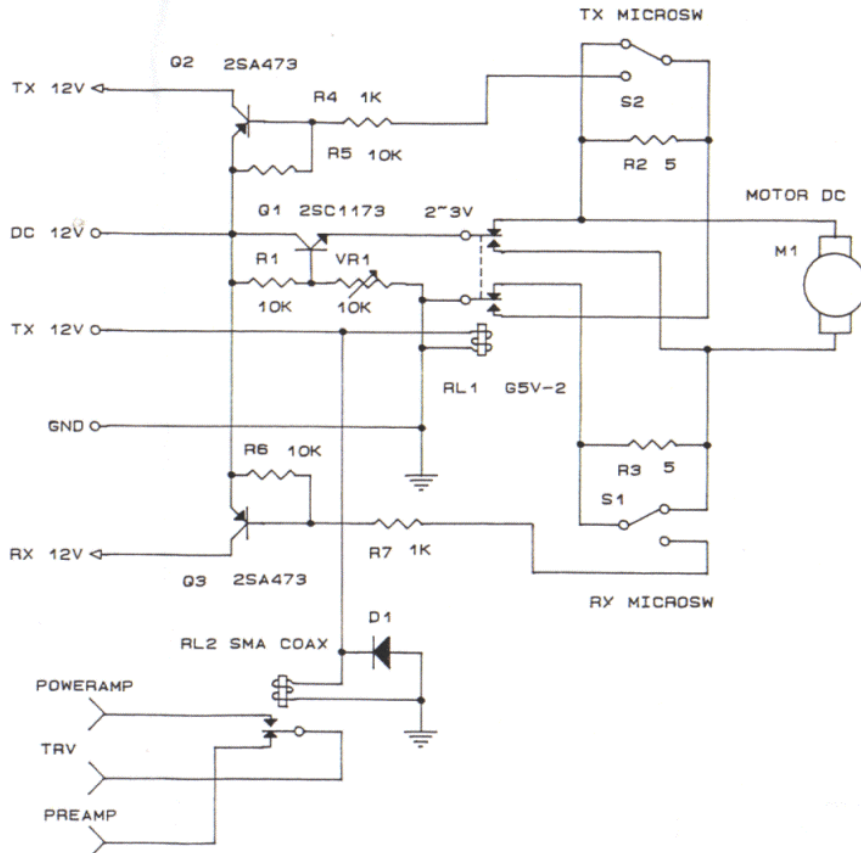 TX MICROSW
Q2 2SA473
TX 12V
R4 1K
S2
R5 10K
R2 5
MOTOR DC
Q1 2SC1173
2~3V
DC 12V
M1
R1 VR1
10K 10K
TX 12V
RL1 G5V-2
GND
R6 10K
R3 5
S1
RX 12V
R7 1K
Q3 2SA473
RX MICROSW
D1
RL2 SMA COAX
POWERAMP
TRV
PREAMP